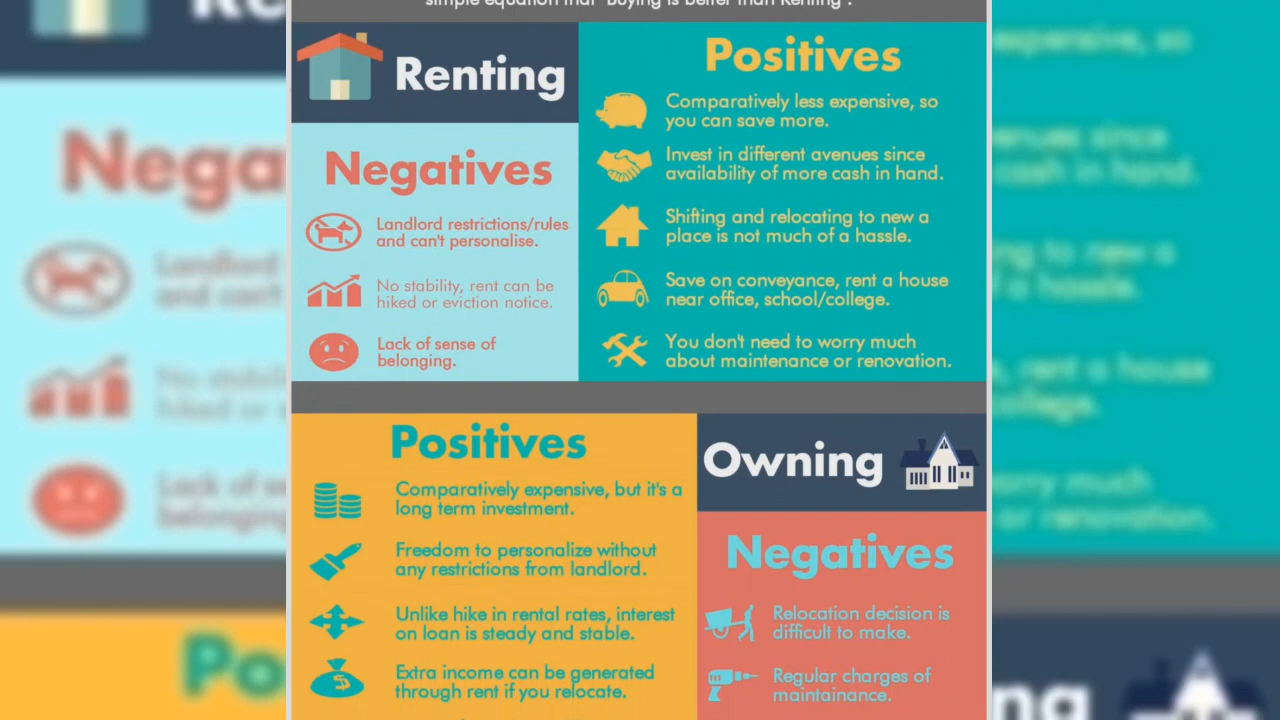 simple equation that "Buying is better than Renting".
Renting
Negatives
Landlord restrictions/rules
and can't personalise.
No stability, rent can be
hiked or eviction notice.
Lack of sense of
belonging.
Positives
Comparatively less expensive, so
you can save more.
Invest in different avenues since
availability of more cash in hand.
Shifting and relocating to new a
place is not much of a hassle.
Save on conveyance, rent a house
near office, school/college.
You don't need to worry much
about maintenance or renovation.
Positives
Comparatively expensive, but it's a
long term investment.
Freedom to personalize without
any restrictions from landlord.
Unlike hike in rental rates, interest
on loan is steady and stable.
Extra income can be generated
through rent if you relocate.
Owning
Negatives
Relocation decision is
difficult to make.
Regular charges of
maintainance.